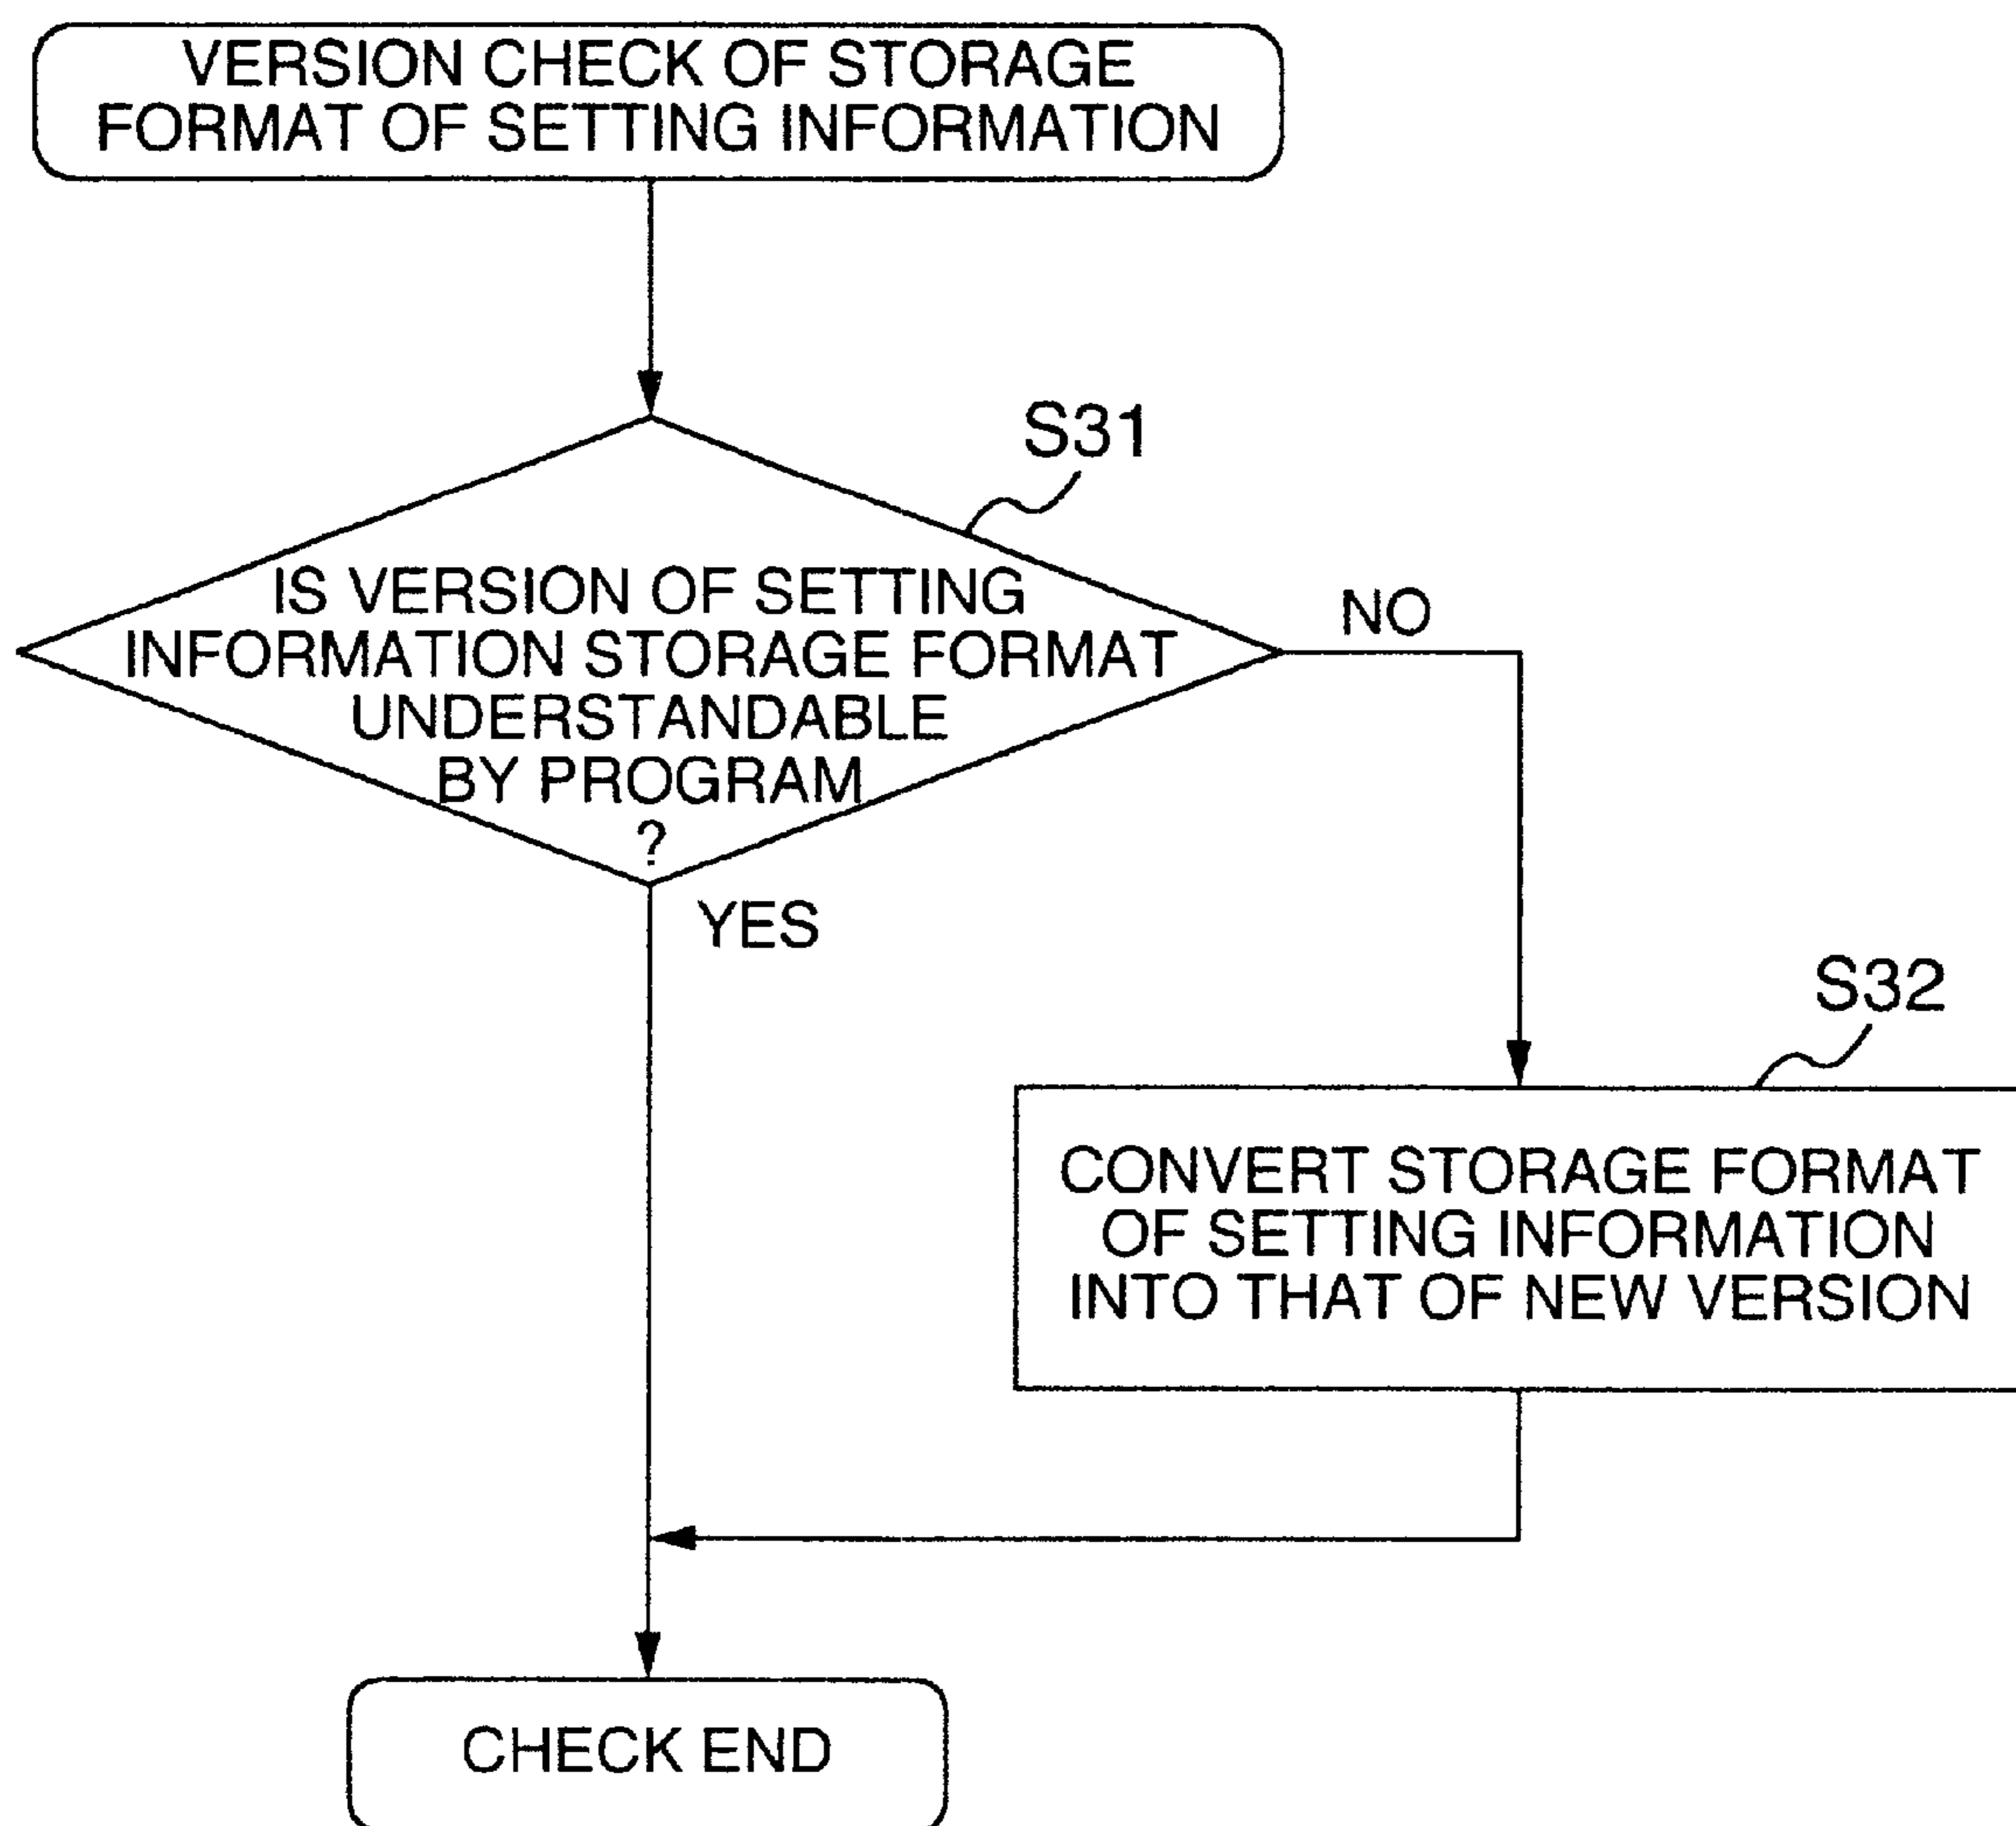 VERSION CHECK OF STORAGE
FORMAT OF SETTING INFORMATION
S31
IS VERSION OF SETTING
INFORMATION STORAGE FORMAT
UNDERSTANDABLE
BY PROGRAM
?
NO
YES
S32
CONVERT STORAGE FORMAT
OF SETTING INFORMATION
INTO THAT OF NEW VERSION
CHECK END